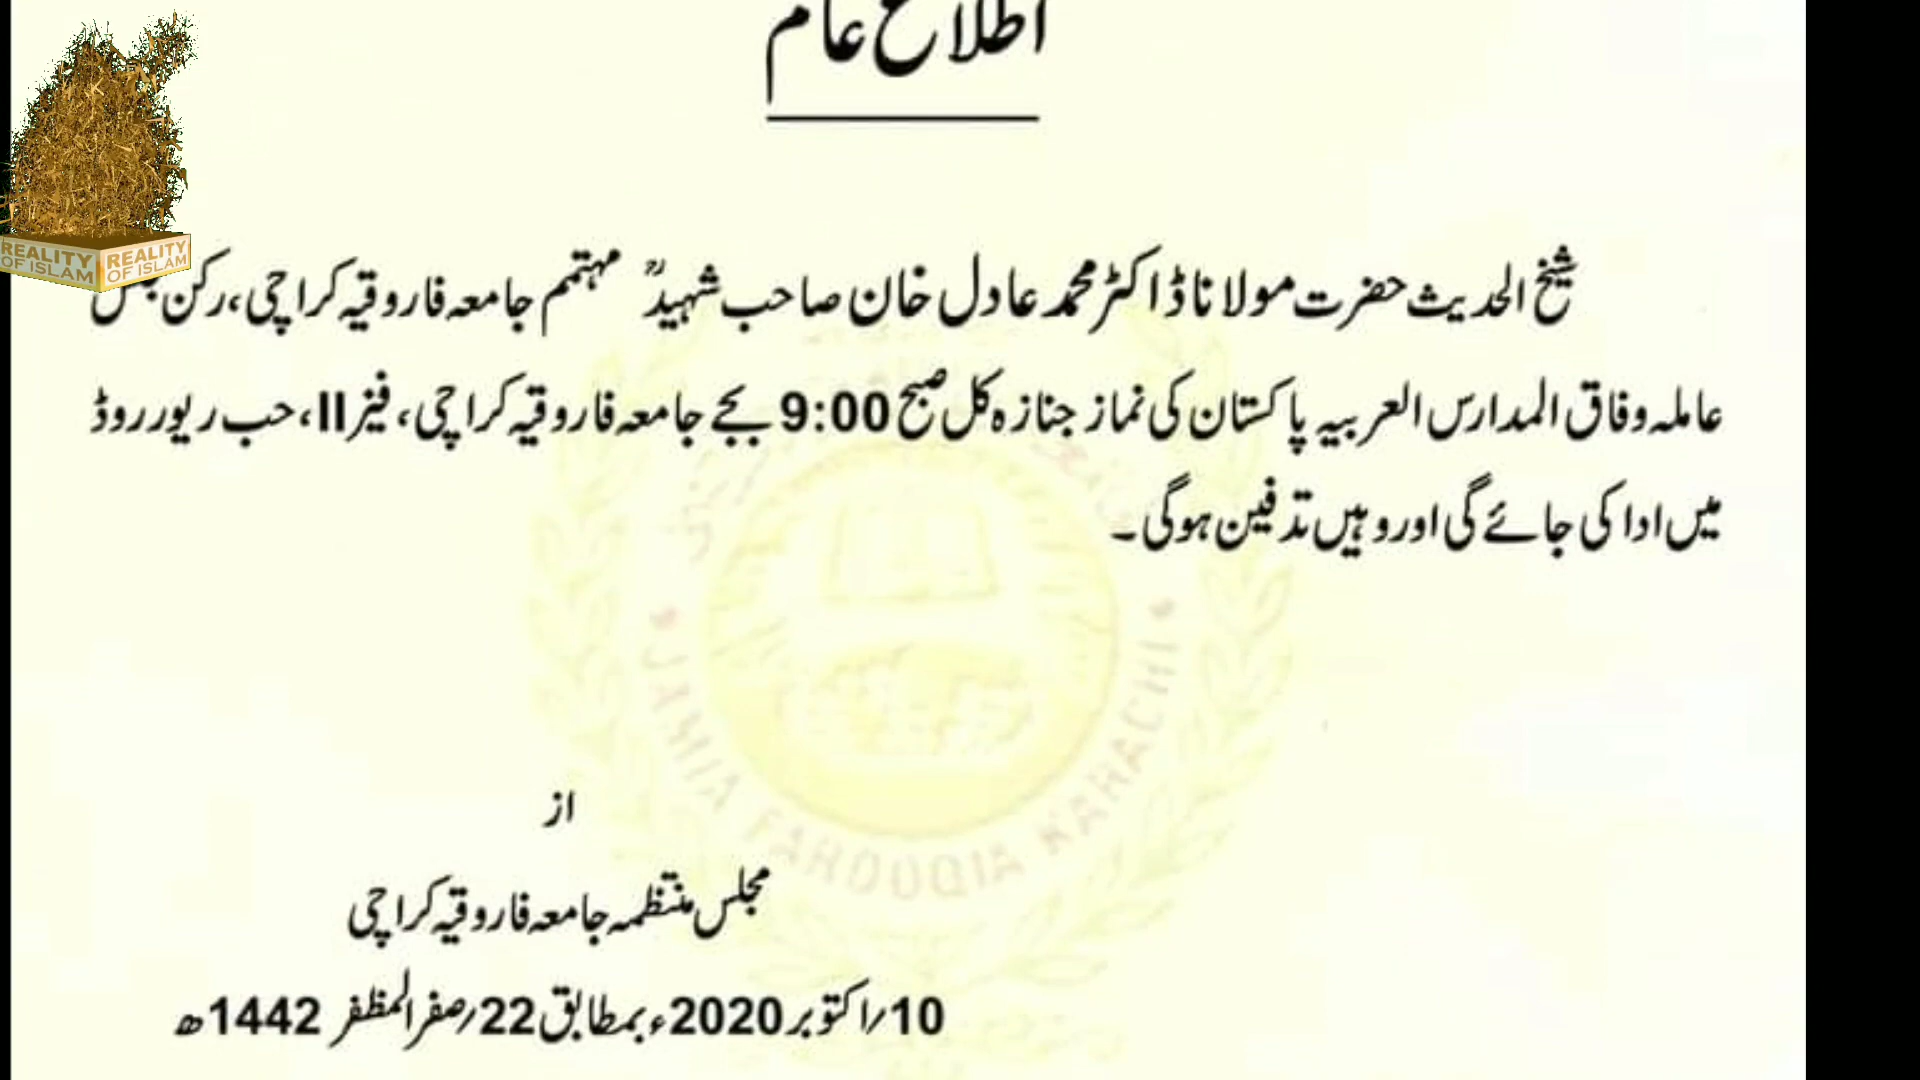 اطلاع عام
REALITY OF ISLAM
REALITY OF ISLAM
شیخ الحدیث حضرت مولانا ڈاکٹر محمد عادل خان صاحب شہیدؒ مہتمم جامعہ فاروقیہ کراچی، رکن
عاملہ وفاق المدارس العربیہ پاکستان کی نماز جنازہ کل صبح 9:00 بجے جامعہ فاروقیہ کراچی، فیز II، حب ریور روڈ
میں ادا کی جائے گی اور وہیں تدفین ہوگی۔
JAMIA FAROUQIA KARACHI
از
مجلس منتظمہ جامعہ فاروقیہ کراچی
10/اکتوبر 2020ء بمطابق 22/صفر المظفر 1442ھ